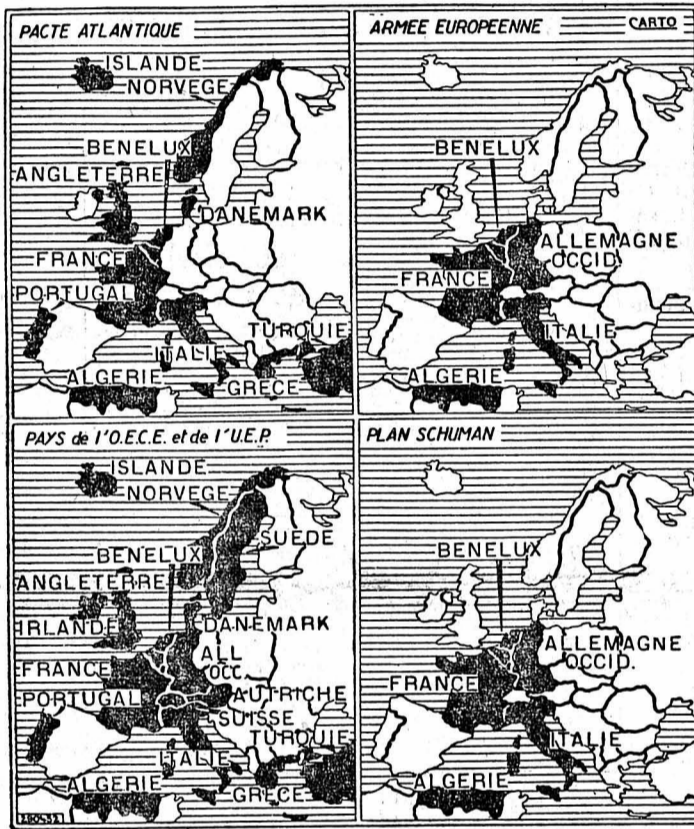 PACTE ATLANTIQUE
ISLANDE
NORVEGE
BENELUX
ANGLETERRE
DANEMARK
FRANCE
PORTUGAL
TURQUIE
ITALIE
ALGERIE
GRECE
ARMEE EUROPEENNE
CARTO
BENELUX
ALLEMAGNE
OCCID.
FRANCE
ITALIE
ALGERIE
PAYS de l'O.E.C.E. et de l'U.E.P.
ISLANDE
NORVEGE
SUEDE
BENELUX
ANGLETERRE
IRLANDE
DANEMARK
ALL.
OCC.
FRANCE
PORTUGAL
AUTRICHE
SUISSE
TURQUIE
ITALIE
ALGERIE
GRECE
PLAN SCHUMAN
BENELUX
ALLEMAGNE
OCCID.
FRANCE
ITALIE
ALGERIE